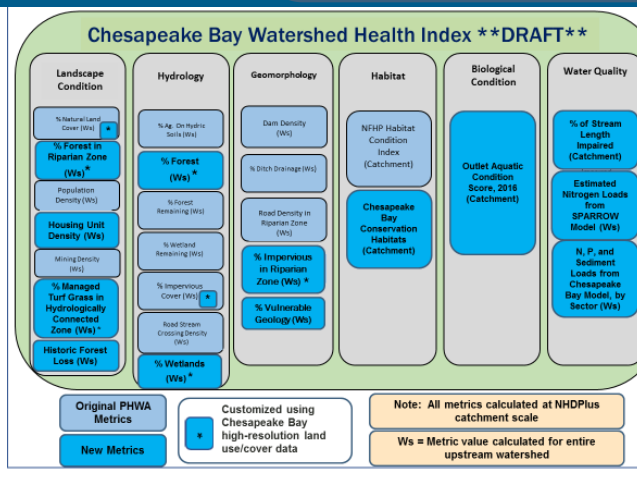 Chesapeake Bay Watershed Health Index **DRAFT**
Landscape
Condition
% Natural Land
Cover (Ws)
*
% Forest in
Riparian Zone
(Ws)*
Population
Density (Ws)
Housing Unit
Density (Ws)
Mining Density
(Ws)
% Managed
Turf Grass in
Hydrologically
Connected
Zone (Ws) *
Historic Forest
Loss (Ws)
Hydrology
% Ag. On Hydric
Soils (Ws)
% Forest
(Ws) *
% Forest
Remaining (Ws)
% Wetland
Remaining (Ws)
% Impervious
Cover (Ws)
*
Road Stream
Crossing Density
(Ws)
% Wetlands
(Ws) *
Geomorphology
Dam Density
(Ws)
% Ditch Drainage (Ws)
Road Density in
Riparian Zone
(Ws)
% Impervious
in Riparian
Zone (Ws) *
% Vulnerable
Geology (Ws)
Habitat
NFHP Habitat
Condition
Index
(Catchment)
Chesapeake
Bay
Conservation
Habitats
(Catchment)
Biological
Condition
Outlet Aquatic
Condition
Score, 2016
(Catchment)
Water Quality
% of Stream
Length
Impaired
(Catchment)
Estimated
Nitrogen Loads
from
SPARROW
Model (Ws)
N, P, and
Sediment
Loads from
Chesapeake
Bay Model, by
Sector (Ws)
Original PHWA
Metrics
New Metrics
*
Customized using
Chesapeake Bay
high-resolution land
use/cover data
Note: All metrics calculated at NHDPlus
catchment scale
Ws = Metric value calculated for entire
upstream watershed